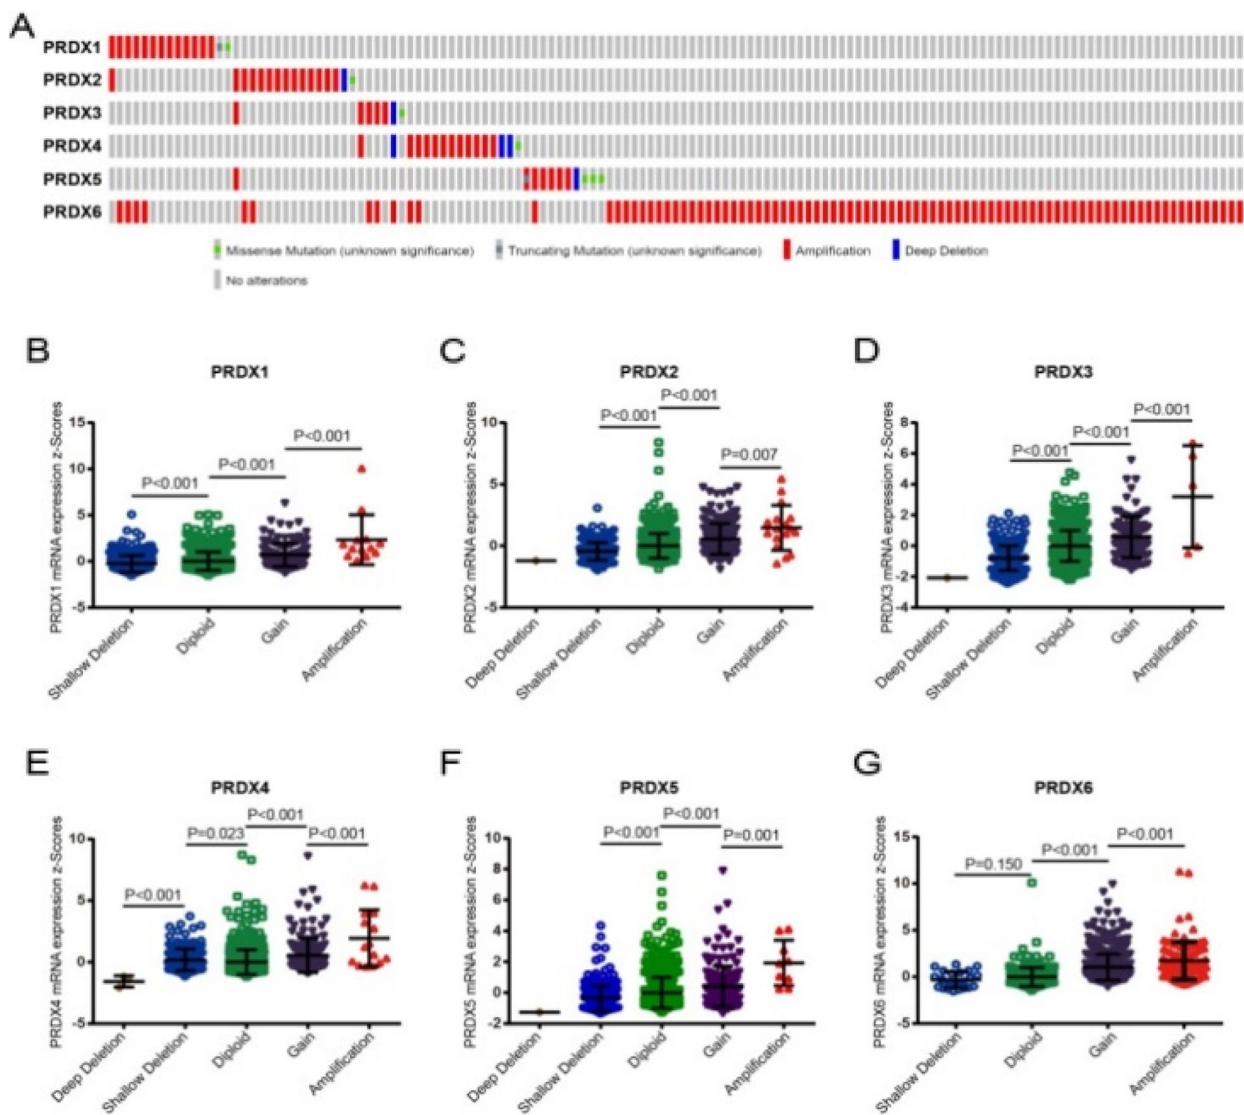 A
PRDX1
PRDX2
PRDX3
PRDX4
PRDX5
PRDX6
Missense Mutation (unknown significance) Truncating Mutation (unknown significance) Amplification Deep Deletion
No alterations
B
PRDX1
PRDX1 mRNA expression z-Scores
15
10
5
0
-5
P<0.001
P<0.001
P<0.001
Shallow Deletion
Diploid
Gain
Amplification
C
PRDX2
PRDX2 mRNA expression z-Scores
10
5
0
-5
P<0.001
P<0.001
P=0.007
Deep Deletion
Shallow Deletion
Diploid
Gain
Amplification
D
PRDX3
PRDX3 mRNA expression z-Scores
8
6
4
2
0
-2
-4
P<0.001
P<0.001
P<0.001
Deep Deletion
Shallow Deletion
Diploid
Gain
Amplification
E
PRDX4
PRDX4 mRNA expression z-Scores
10
5
0
-5
P<0.001
P=0.023
P<0.001
P<0.001
Deep Deletion
Shallow Deletion
Diploid
Gain
Amplification
F
PRDX5
PRDX5 mRNA expression z-Scores
10
8
6
4
2
0
-2
P<0.001
P<0.001
P=0.001
Deep Deletion
Shallow Deletion
Diploid
Gain
Amplification
G
PRDX6
PRDX6 mRNA expression z-Scores
15
10
5
0
-5
P=0.150
P<0.001
P<0.001
Shallow Deletion
Diploid
Gain
Amplification